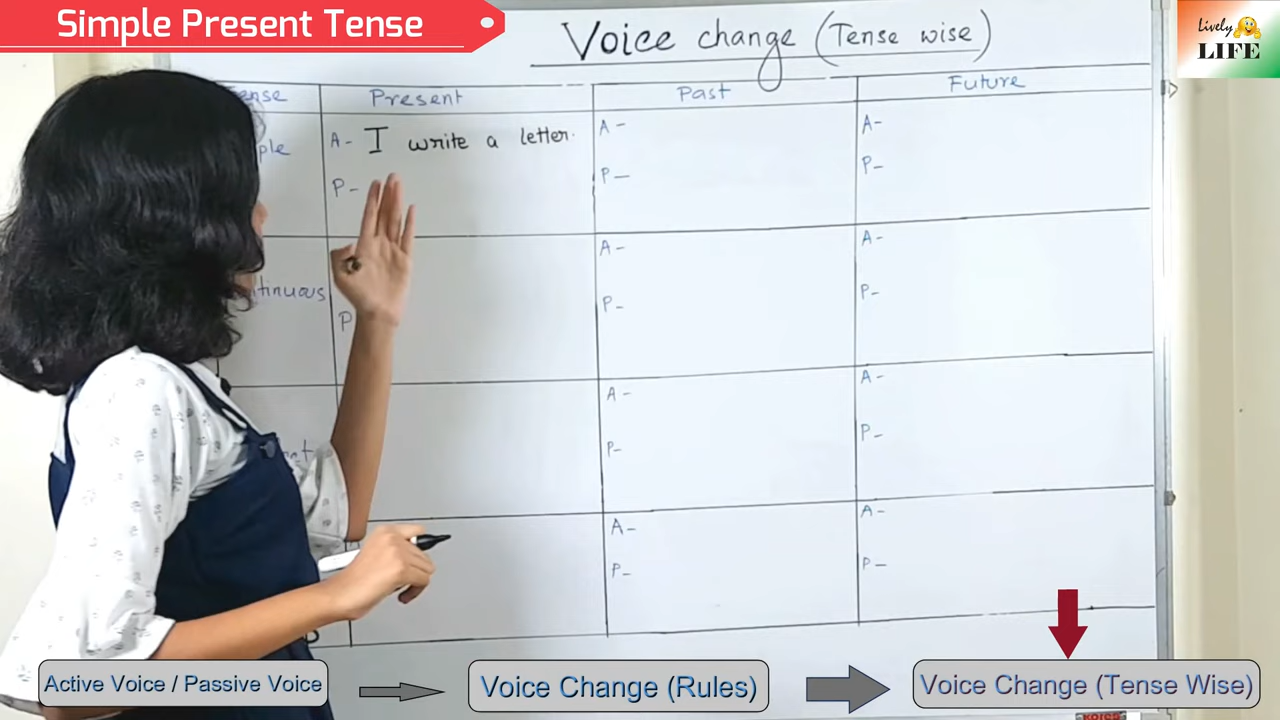 Simple Present Tense
Voice change (Tense wise)
Lively
LIFE
Present
Past
Future
A- I write a letter.
P-
A-
P-
A-
P-
P
A-
P-
A-
P-
A-
P-
A-
P-
A-
P-
A-
P-
Active Voice / Passive Voice
Voice Change (Rules)
Voice Change (Tense Wise)